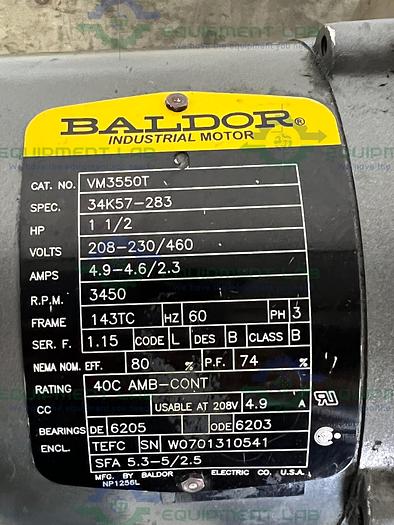 BALDOR®
INDUSTRIAL MOTOR
CAT. NO. VM3550T
SPEC. 34K57-283
HP 1 1/2
VOLTS 208-230/460
AMPS 4.9-4.6/2.3
R.P.M. 3450
FRAME 143TC HZ 60 PH 3
SER. F. 1.15 CODE L DES B CLASS B
NEMA NOM. EFF. 80 % P.F. 74 %
RATING 40C AMB-CONT
CC USABLE AT 208V 4.9 A
BEARINGS DE 6205 ODE 6203
ENCL. TEFC SN W0701310541
SFA 5.3-5/2.5
MFG. BY BALDOR ELECTRIC CO. U.S.A.
NP1256L
EQUIPMENT LAB